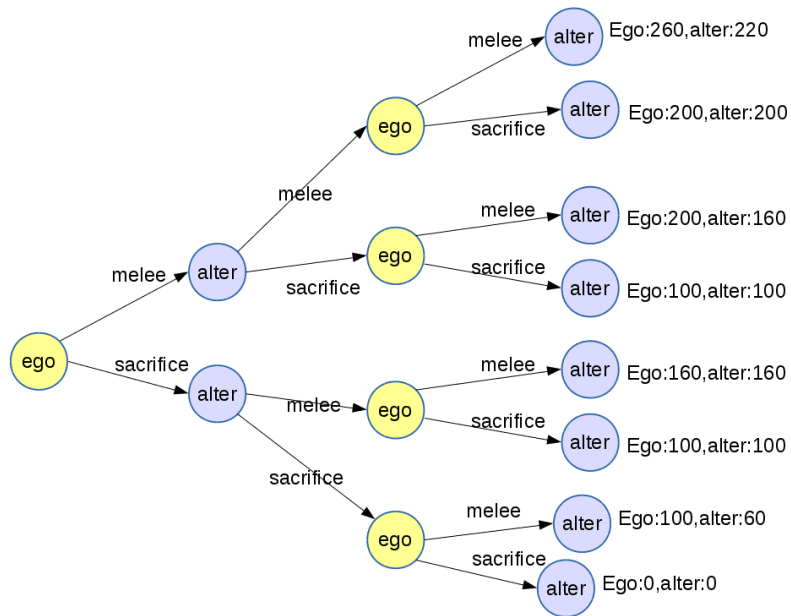 melee
alter
Ego:260,alter:220
ego
sacrifice
alter
Ego:200,alter:200
melee
melee
alter
Ego:200,alter:160
melee
alter
ego
sacrifice
sacrifice
alter
Ego:100,alter:100
ego
sacrifice
melee
alter
Ego:160,alter:160
alter
melee
ego
sacrifice
alter
Ego:100,alter:100
sacrifice
melee
alter
Ego:100,alter:60
ego
sacrifice
alter
Ego:0,alter:0